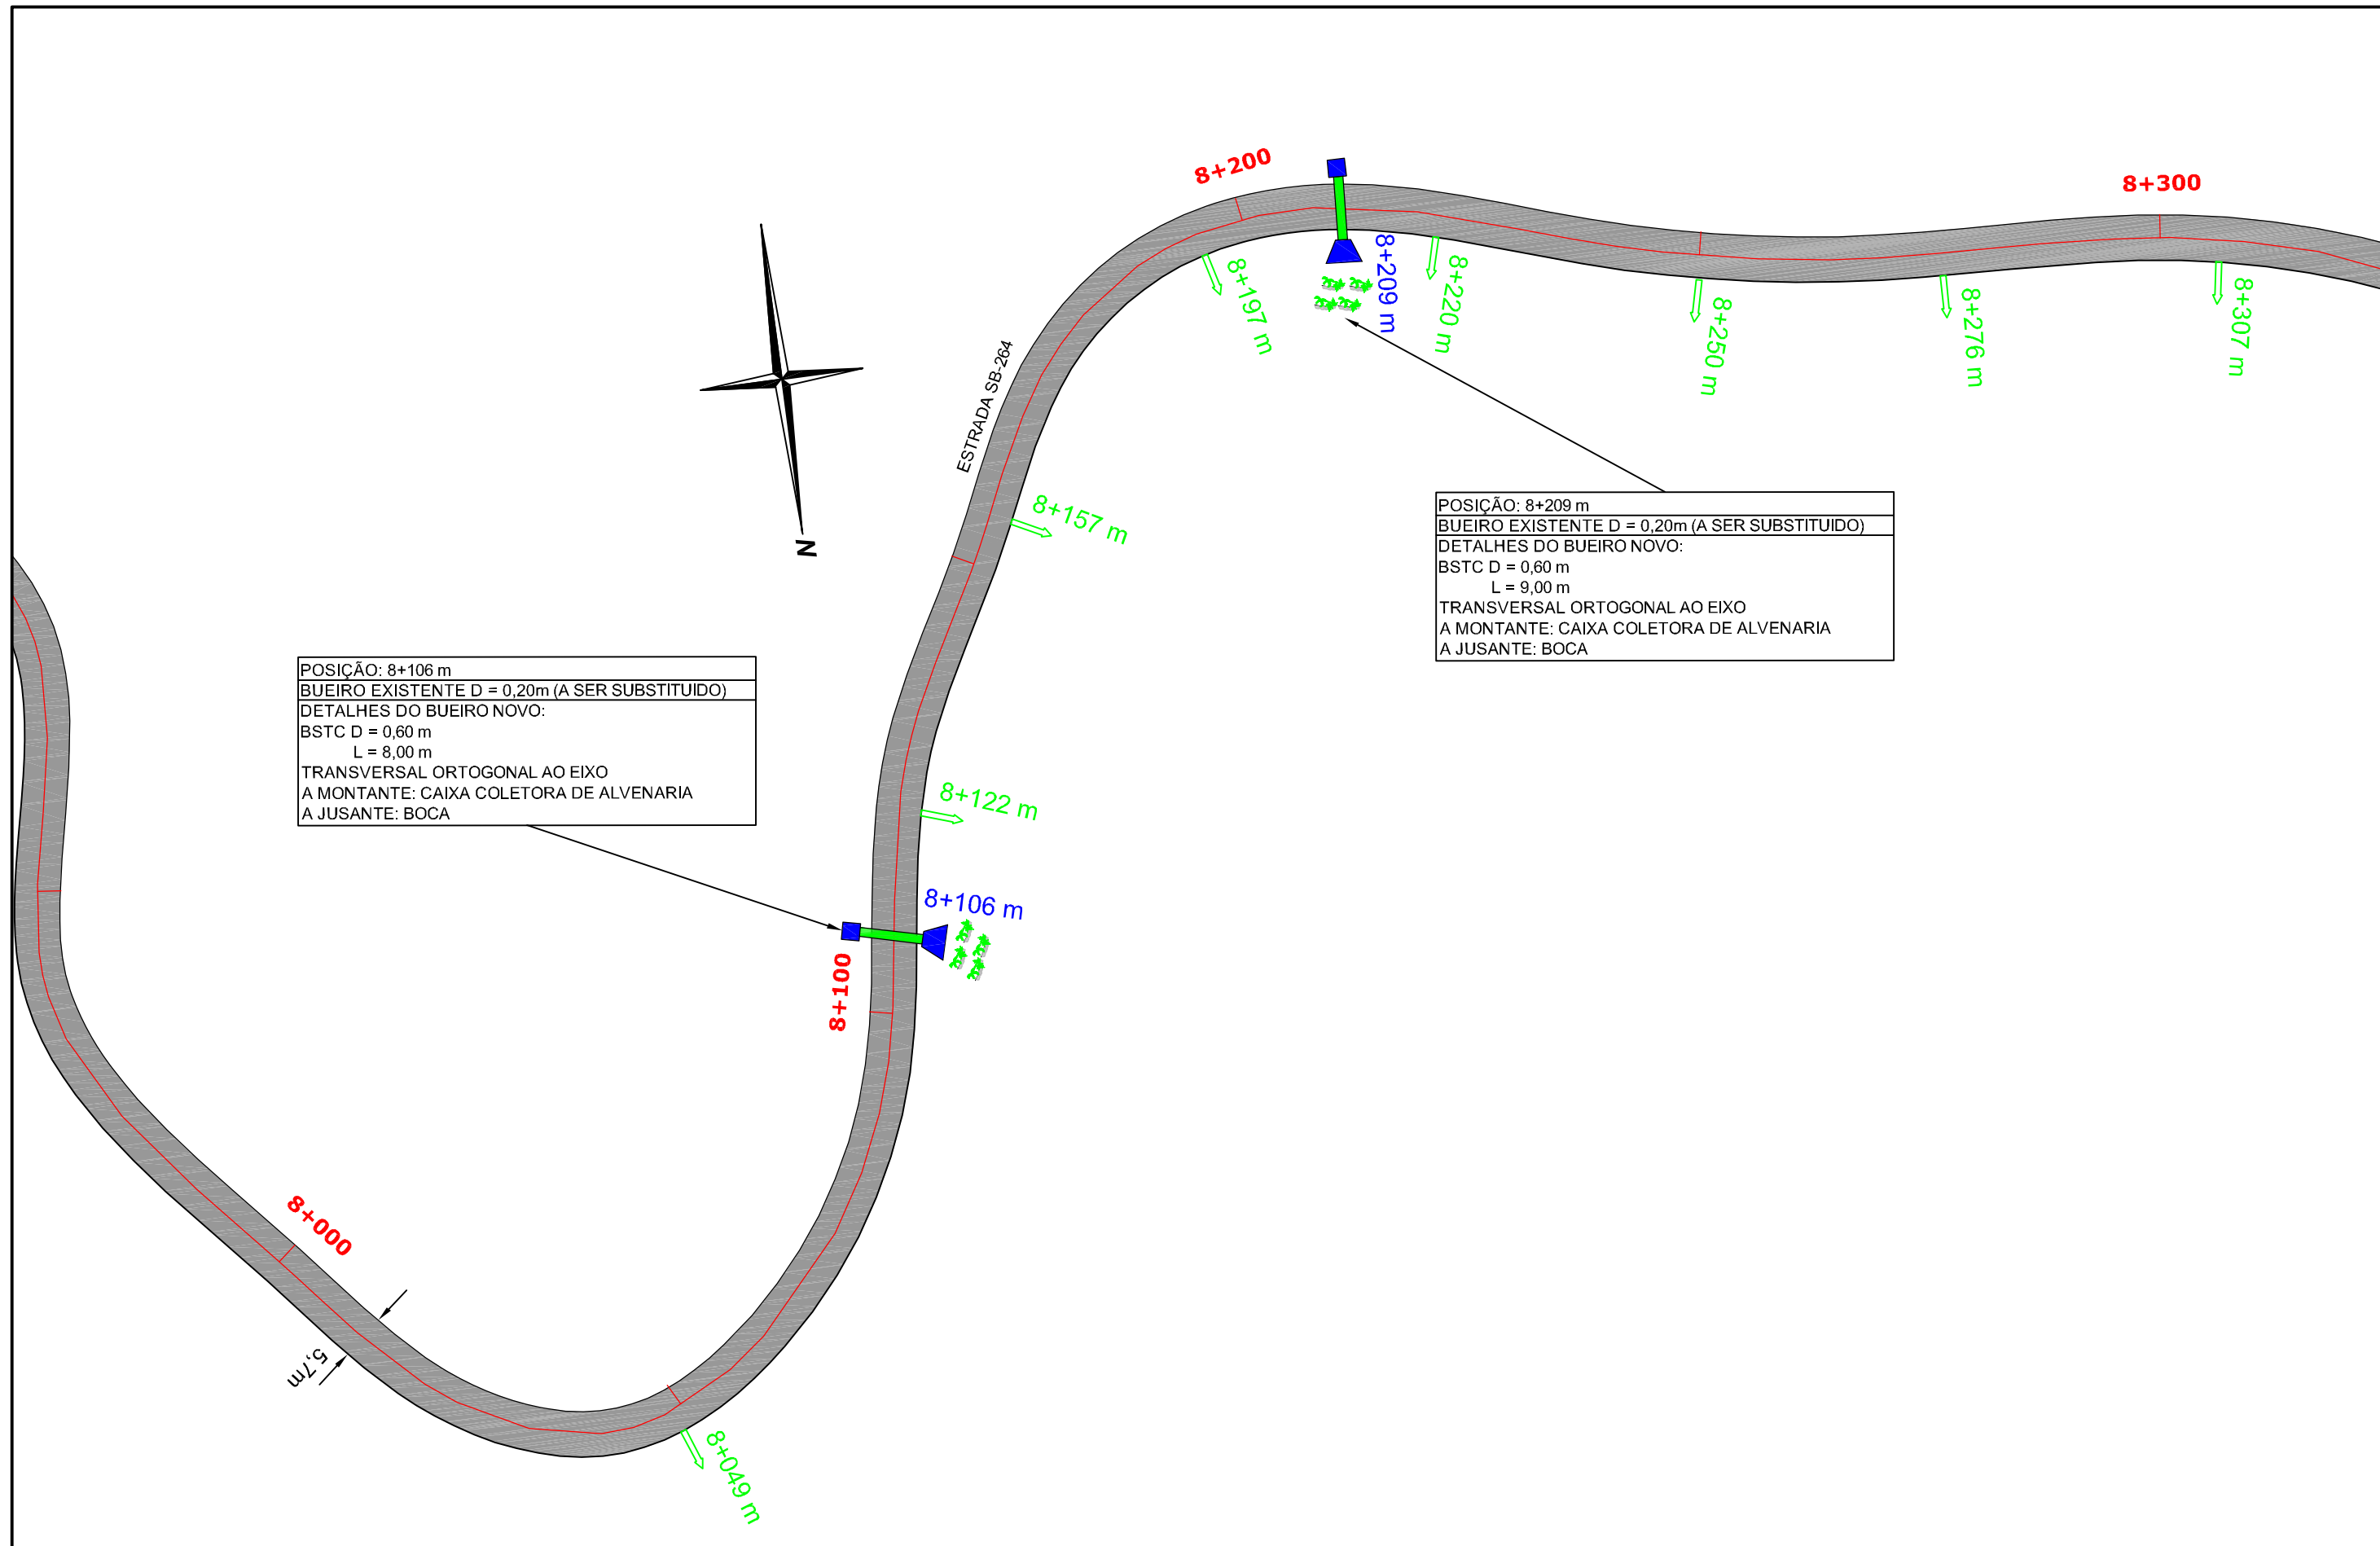 8+200
8+300
8+209 m
8+197 m
8+220 m
8+250 m
8+276 m
8+307 m
ESTRADA SB-264
N
8+157 m
POSIÇÃO: 8+209 m
BUEIRO EXISTENTE D = 0,20m (A SER SUBSTITUIDO)
DETALHES DO BUEIRO NOVO:
BSTC D = 0,60 m
L = 9,00 m
TRANSVERSAL ORTOGONAL AO EIXO
A MONTANTE: CAIXA COLETORA DE ALVENARIA
A JUSANTE: BOCA
POSIÇÃO: 8+106 m
BUEIRO EXISTENTE D = 0,20m (A SER SUBSTITUIDO)
DETALHES DO BUEIRO NOVO:
BSTC D = 0,60 m
L = 8,00 m
TRANSVERSAL ORTOGONAL AO EIXO
A MONTANTE: CAIXA COLETORA DE ALVENARIA
A JUSANTE: BOCA
8+122 m
8+106 m
8+100
8+000
5,7m
8+049 m